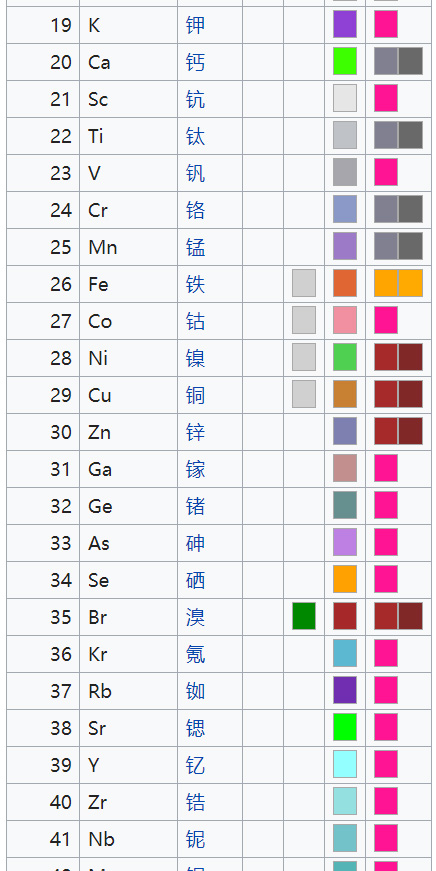 19 K 钾
20 Ca 钙
21 Sc 钪
22 Ti 钛
23 V 钒
24 Cr 铬
25 Mn 锰
26 Fe 铁
27 Co 钴
28 Ni 镍
29 Cu 铜
30 Zn 锌
31 Ga 镓
32 Ge 锗
33 As 砷
34 Se 硒
35 Br 溴
36 Kr 氪
37 Rb 铷
38 Sr 锶
39 Y 钇
40 Zr 锆
41 Nb 铌